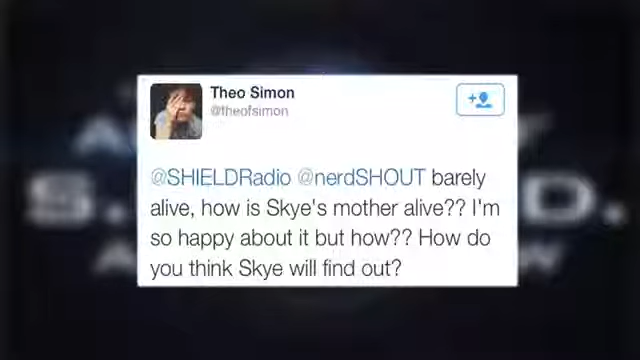 Theo Simon
@theofsimon
@SHIELDRadio @nerdSHOUT barely
alive, how is Skye's mother alive?? I'm
so happy about it but how?? How do
you think Skye will find out?